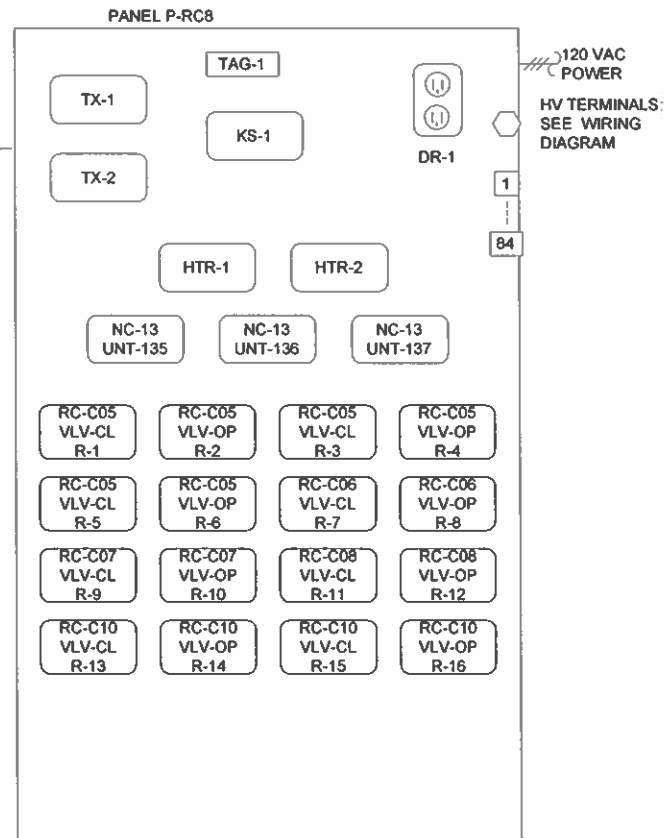 PANEL P-RC8
TAG-1
TX-1
KS-1
DR-1
120 VAC
POWER
HV TERMINALS:
SEE WIRING
DIAGRAM
TX-2
1
84
HTR-1
HTR-2
NC-13
UNT-135
NC-13
UNT-136
NC-13
UNT-137
RC-C05
VLV-CL
R-1
RC-C05
VLV-OP
R-2
RC-C05
VLV-CL
R-3
RC-C05
VLV-OP
R-4
RC-C05
VLV-CL
R-5
RC-C05
VLV-OP
R-6
RC-C06
VLV-CL
R-7
RC-C06
VLV-OP
R-8
RC-C07
VLV-CL
R-9
RC-C07
VLV-OP
R-10
RC-C08
VLV-CL
R-11
RC-C08
VLV-OP
R-12
RC-C10
VLV-CL
R-13
RC-C10
VLV-OP
R-14
RC-C10
VLV-CL
R-15
RC-C10
VLV-OP
R-16